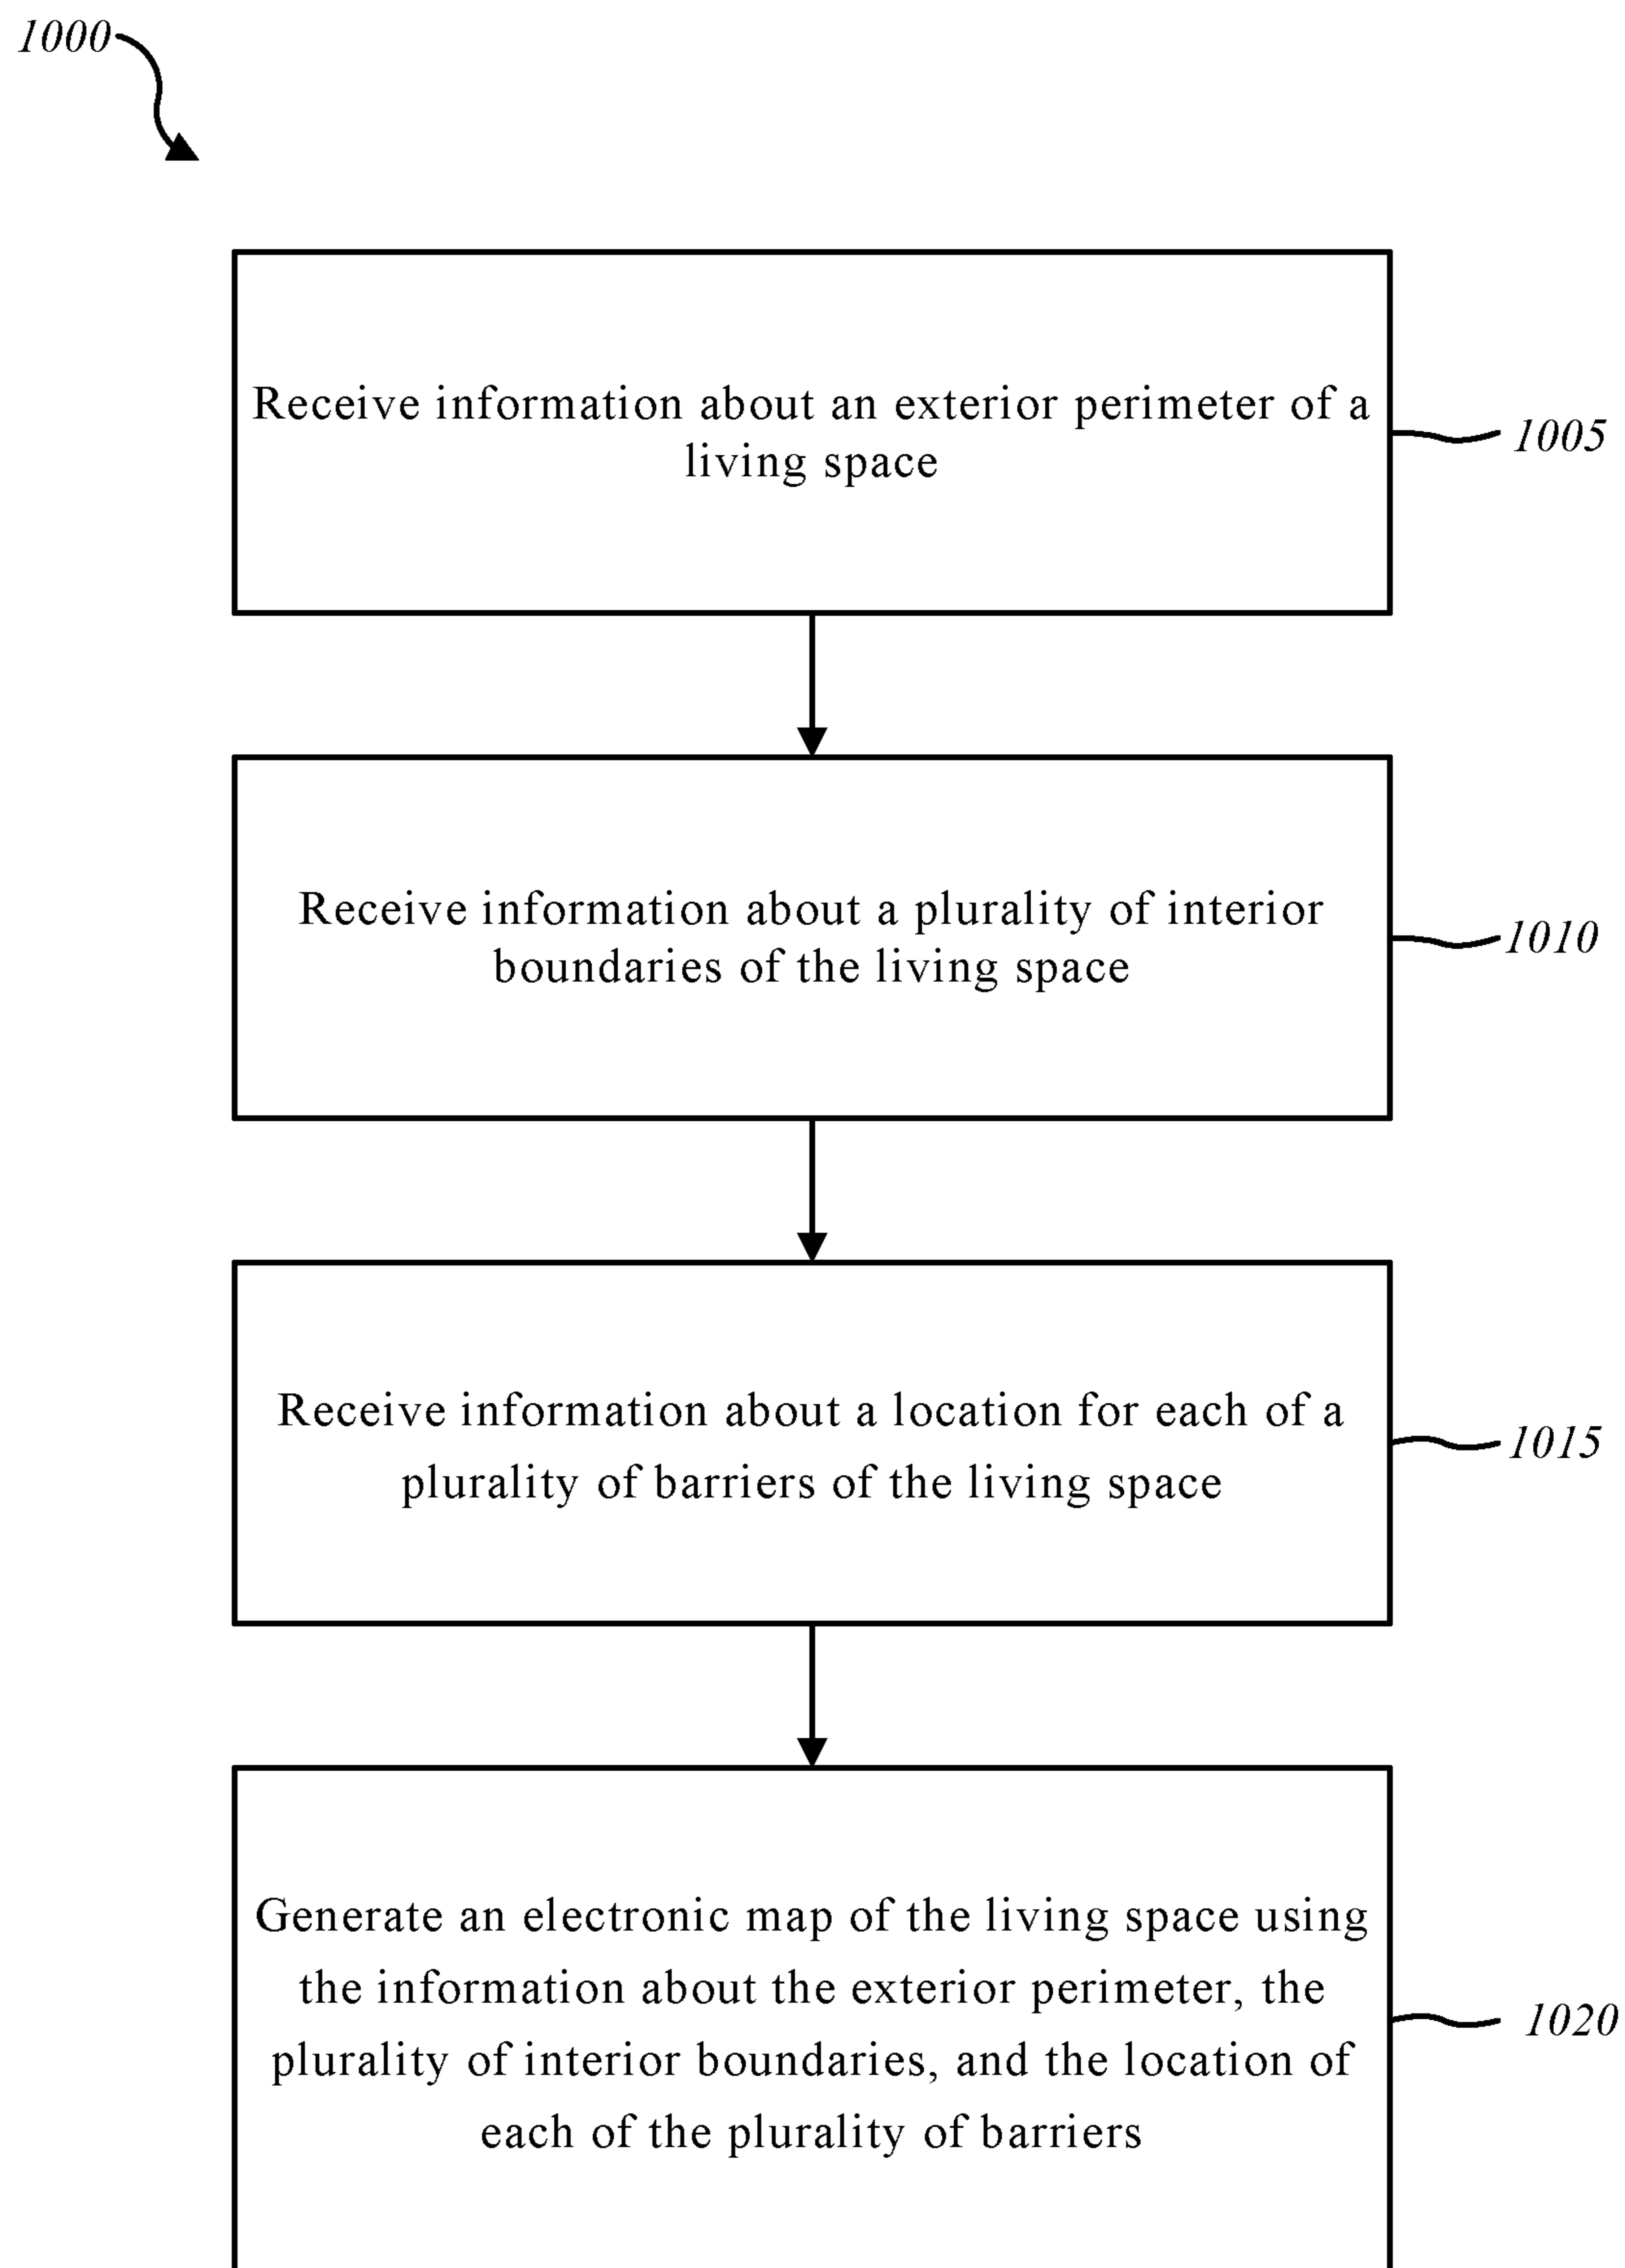 1000
Receive information about an exterior perimeter of a
living space
1005
Receive information about a plurality of interior
boundaries of the living space
1010
Receive information about a location for each of a
plurality of barriers of the living space
1015
Generate an electronic map of the living space using
the information about the exterior perimeter, the
plurality of interior boundaries, and the location of
each of the plurality of barriers
1020